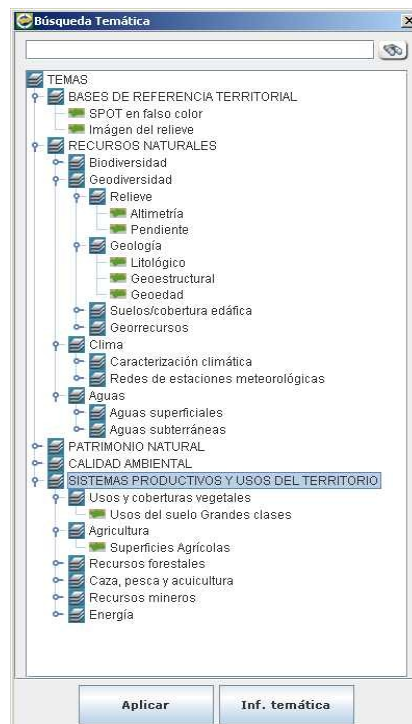 Búsqueda Temática
TEMAS
BASES DE REFERENCIA TERRITORIAL
SPOT en falso color
Imágen del relieve
RECURSOS NATURALES
Biodiversidad
Geodiversidad
Relieve
Altimetría
Pendiente
Geología
Litológico
Geoestructural
Geoedad
Suelos/cobertura edáfica
Georrecursos
Clima
Caracterización climática
Redes de estaciones meteorológicas
Aguas
Aguas superficiales
Aguas subterráneas
PATRIMONIO NATURAL
CALIDAD AMBIENTAL
SISTEMAS PRODUCTIVOS Y USOS DEL TERRITORIO
Usos y coberturas vegetales
Usos del suelo Grandes clases
Agricultura
Superficies Agrícolas
Recursos forestales
Caza, pesca y acuicultura
Recursos mineros
Energía
Aplicar Inf. temática